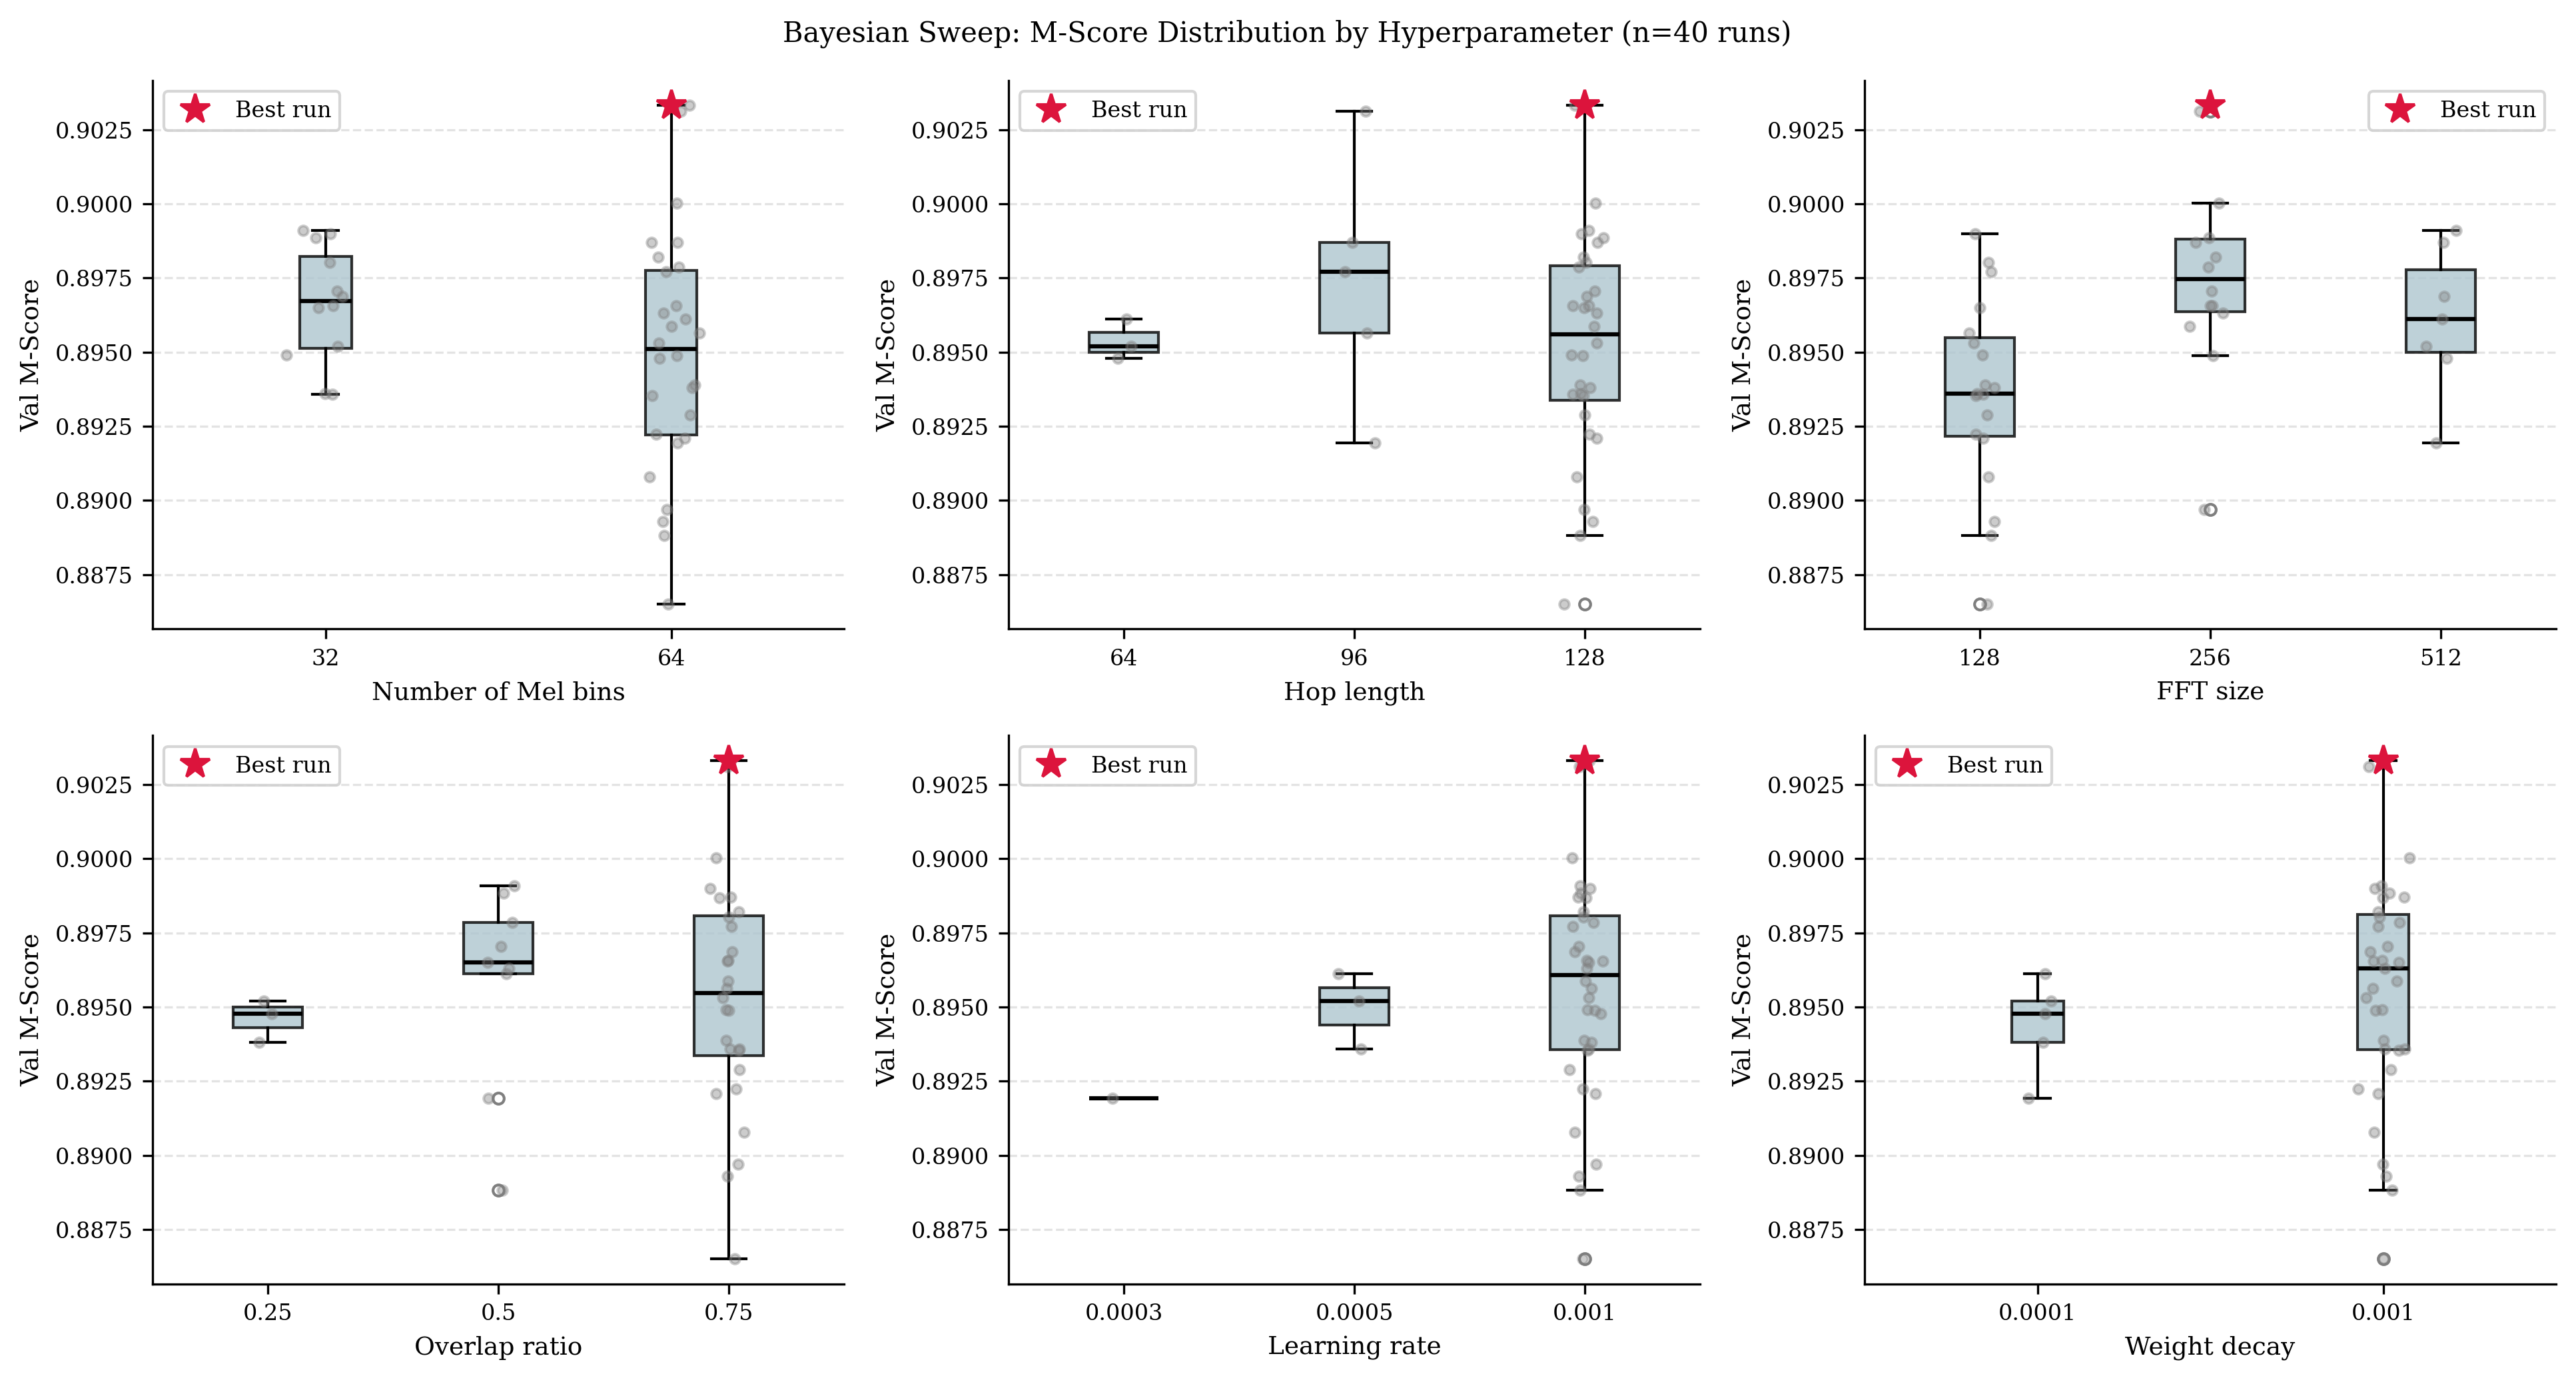 Bayesian Sweep: M-Score Distribution by Hyperparameter (n=40 runs)
Best run
0.9025
0.9000
0.8975
0.8950
0.8925
0.8900
0.8875
Val M-Score
32 64
Number of Mel bins
Best run
0.9025
0.9000
0.8975
0.8950
0.8925
0.8900
0.8875
Val M-Score
64 96 128
Hop length
Best run
0.9025
0.9000
0.8975
0.8950
0.8925
0.8900
0.8875
Val M-Score
128 256 512
FFT size
Best run
0.9025
0.9000
0.8975
0.8950
0.8925
0.8900
0.8875
Val M-Score
0.25 0.5 0.75
Overlap ratio
Best run
0.9025
0.9000
0.8975
0.8950
0.8925
0.8900
0.8875
Val M-Score
0.0003 0.0005 0.001
Learning rate
Best run
0.9025
0.9000
0.8975
0.8950
0.8925
0.8900
0.8875
Val M-Score
0.0001 0.001
Weight decay